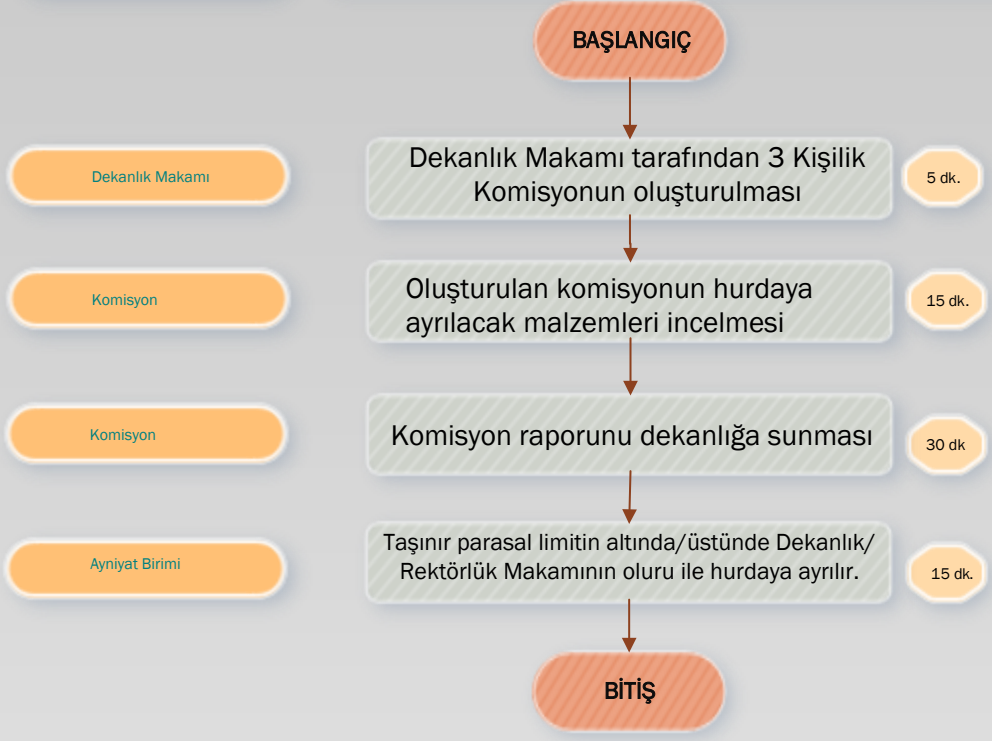 BAŞLANGIÇ
Dekanlık Makamı
Dekanlık Makamı tarafından 3 Kişilik
Komisyonun oluşturulması
5 dk.
Komisyon
Oluşturulan komisyonun hurdaya
ayrılacak malzemleri incelmesi
15 dk.
Komisyon
Komisyon raporunu dekanlığa sunması
30 dk
Ayniyat Birimi
Taşınır parasal limitin altında/üstünde Dekanlık/
Rektörlük Makamının oluru ile hurdaya ayrılır.
15 dk.
BİTİŞ